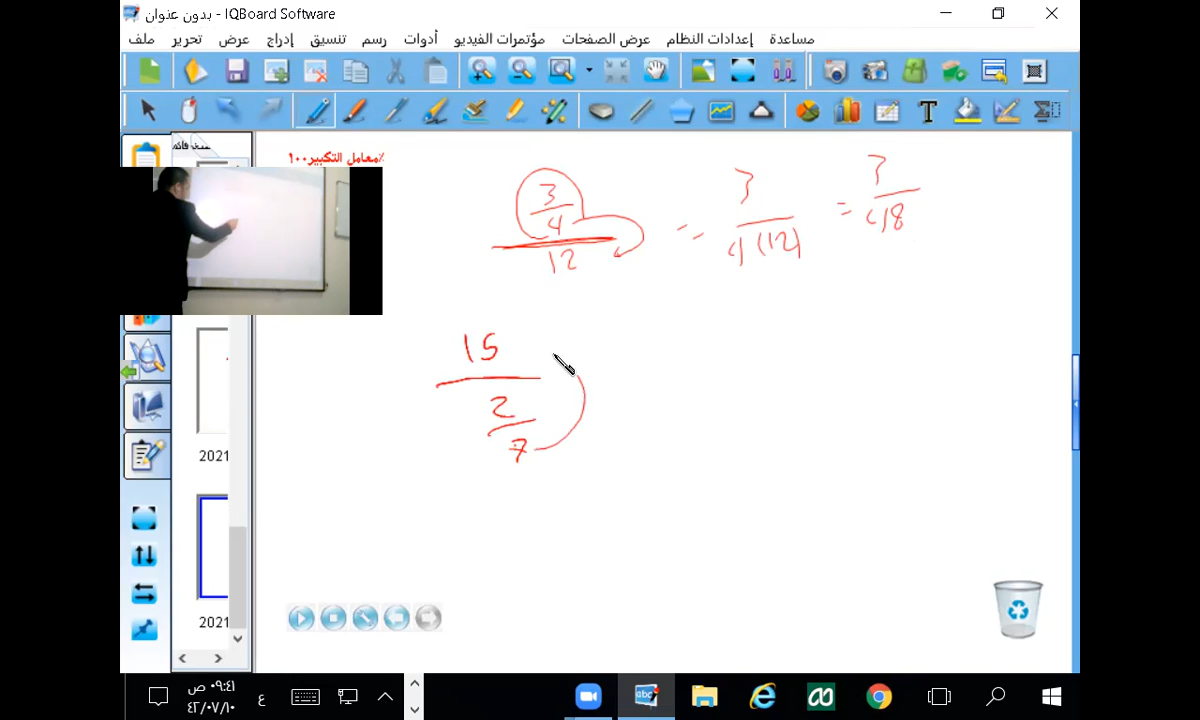 بدون عنوان - IQBoard Software
ملف تحرير عرض إدراج تنسيق رسم أدوات مؤتمرات الفيديو عرض الصفحات إعدادات النظام مساعدة
معامل التكبير١٠٠٪
3
4
12
=
3
4(12)
=
3
48
15
2
7
2021
2021
٠٩:٤١ ص
٤٢/٠٧/١٠
ع
abc